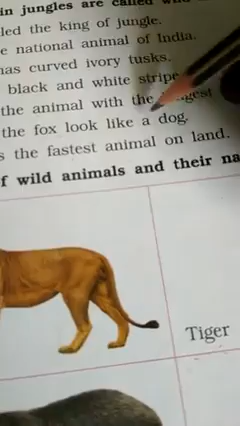 in jungles are called wild
led the king of jungle.
e national animal of India.
has curved ivory tusks.
black and white stripe
the animal with the
the fox look like a dog.
s the fastest animal on land.
f wild animals and their na
Tiger